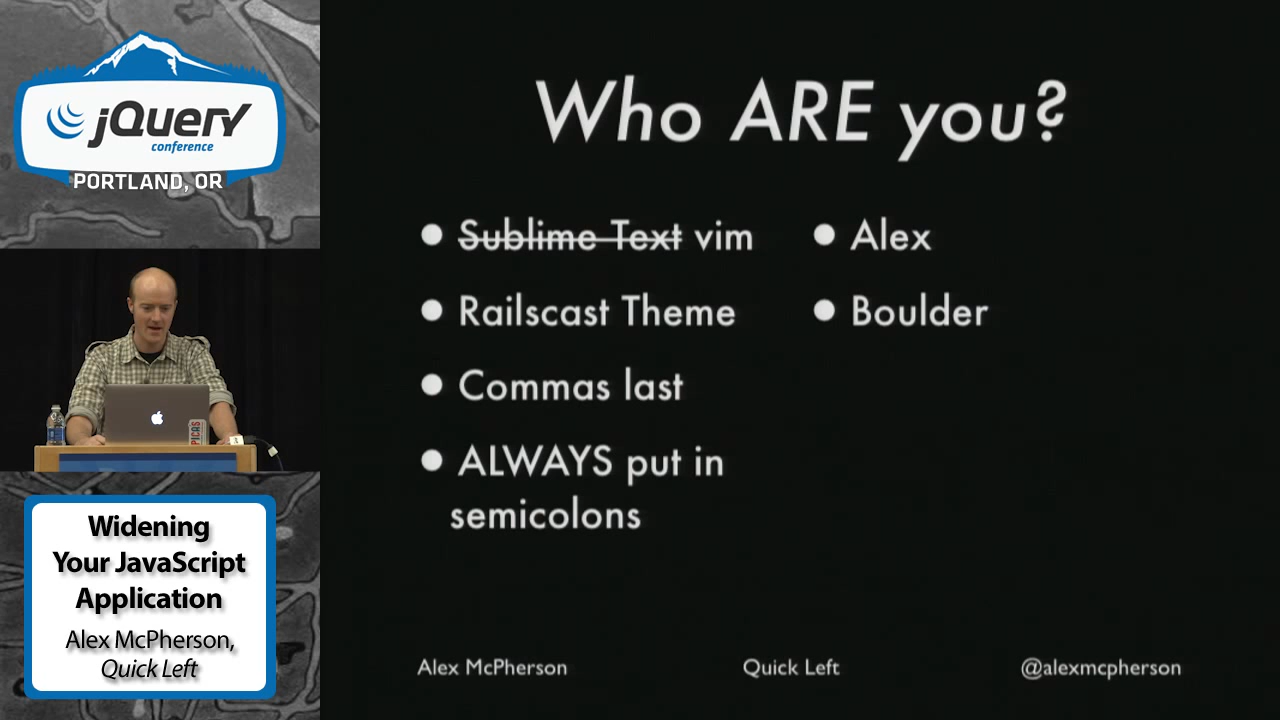 jQuery
conference
PORTLAND, OR
Who ARE you?
Sublime Text vim
Railscast Theme
Commas last
ALWAYS put in
semicolons
Alex
Boulder
PICAS
Widening
Your JavaScript
Application
Alex McPherson,
Quick Left
Alex McPherson
Quick Left
@alexmcpherson